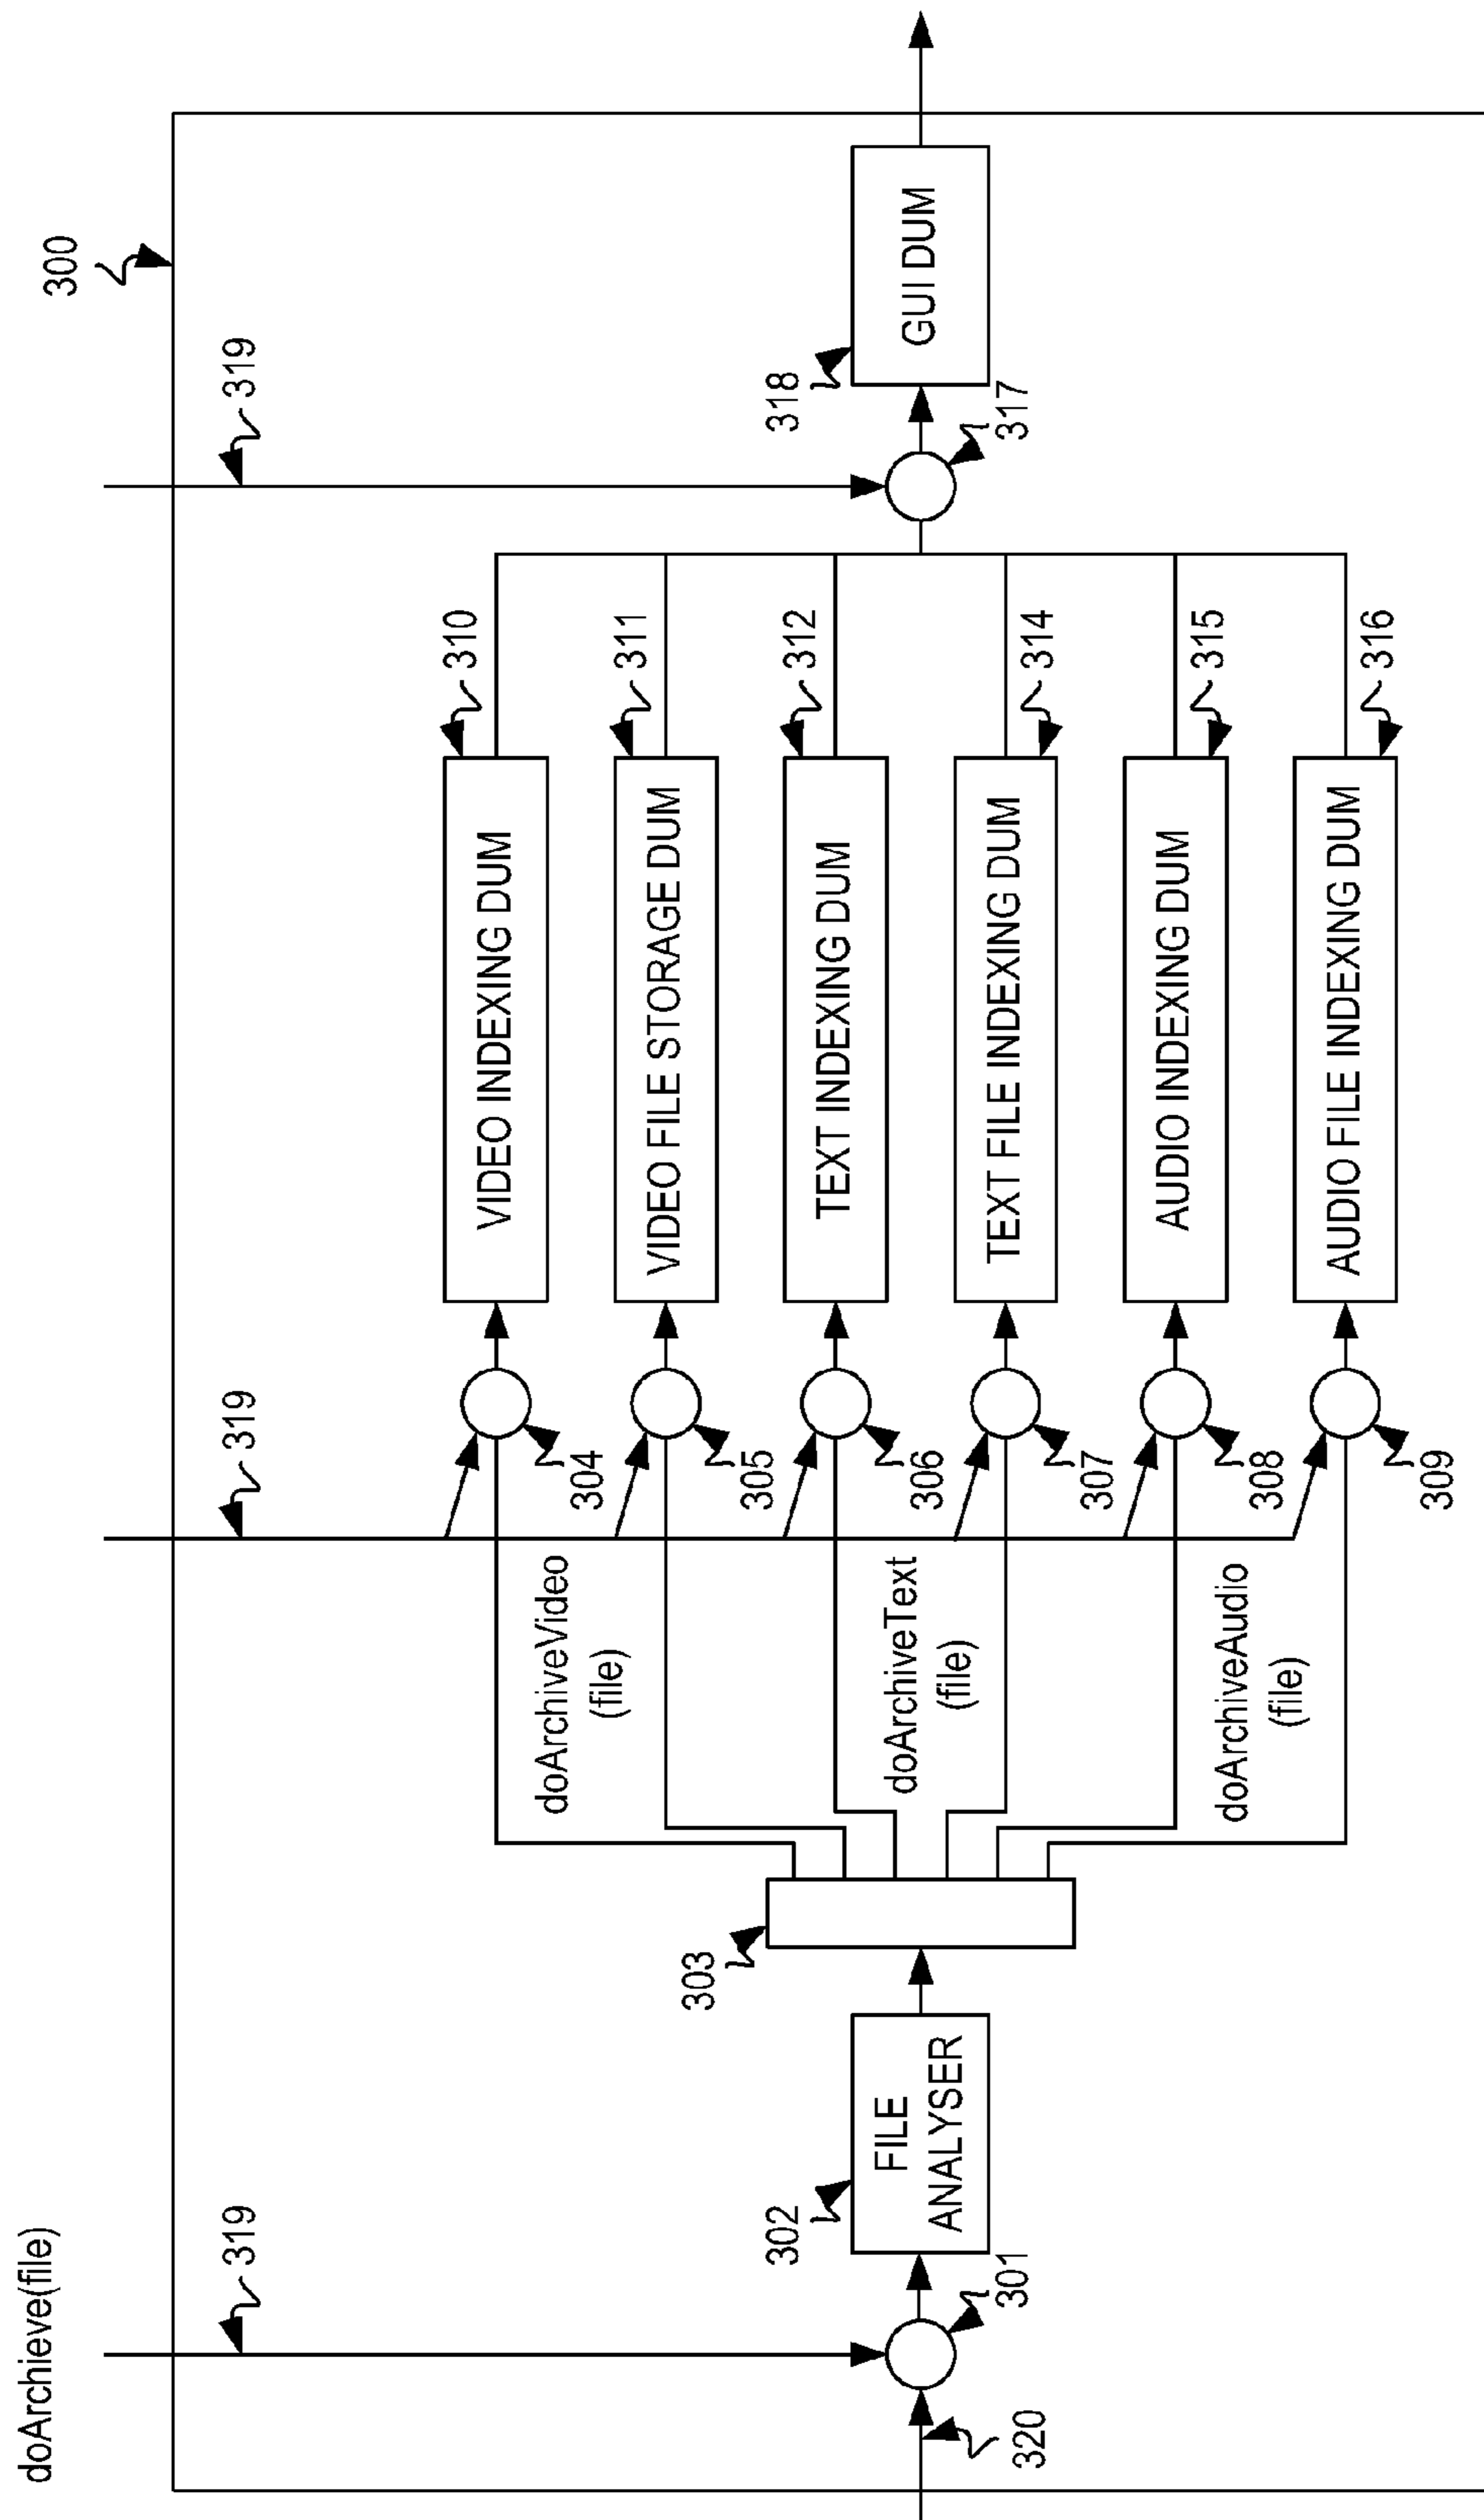 doArchieve(file)
300
319
319
319
320
301
302
FILE
ANALYSER
303
doArchiveVideo
(file)
doArchiveText
(file)
doArchiveAudio
(file)
304
305
306
307
308
309
VIDEO INDEXING DUM
310
VIDEO FILE STORAGE DUM
311
TEXT INDEXING DUM
312
TEXT FILE INDEXING DUM
314
AUDIO INDEXING DUM
315
AUDIO FILE INDEXING DUM
316
317
318
GUI DUM